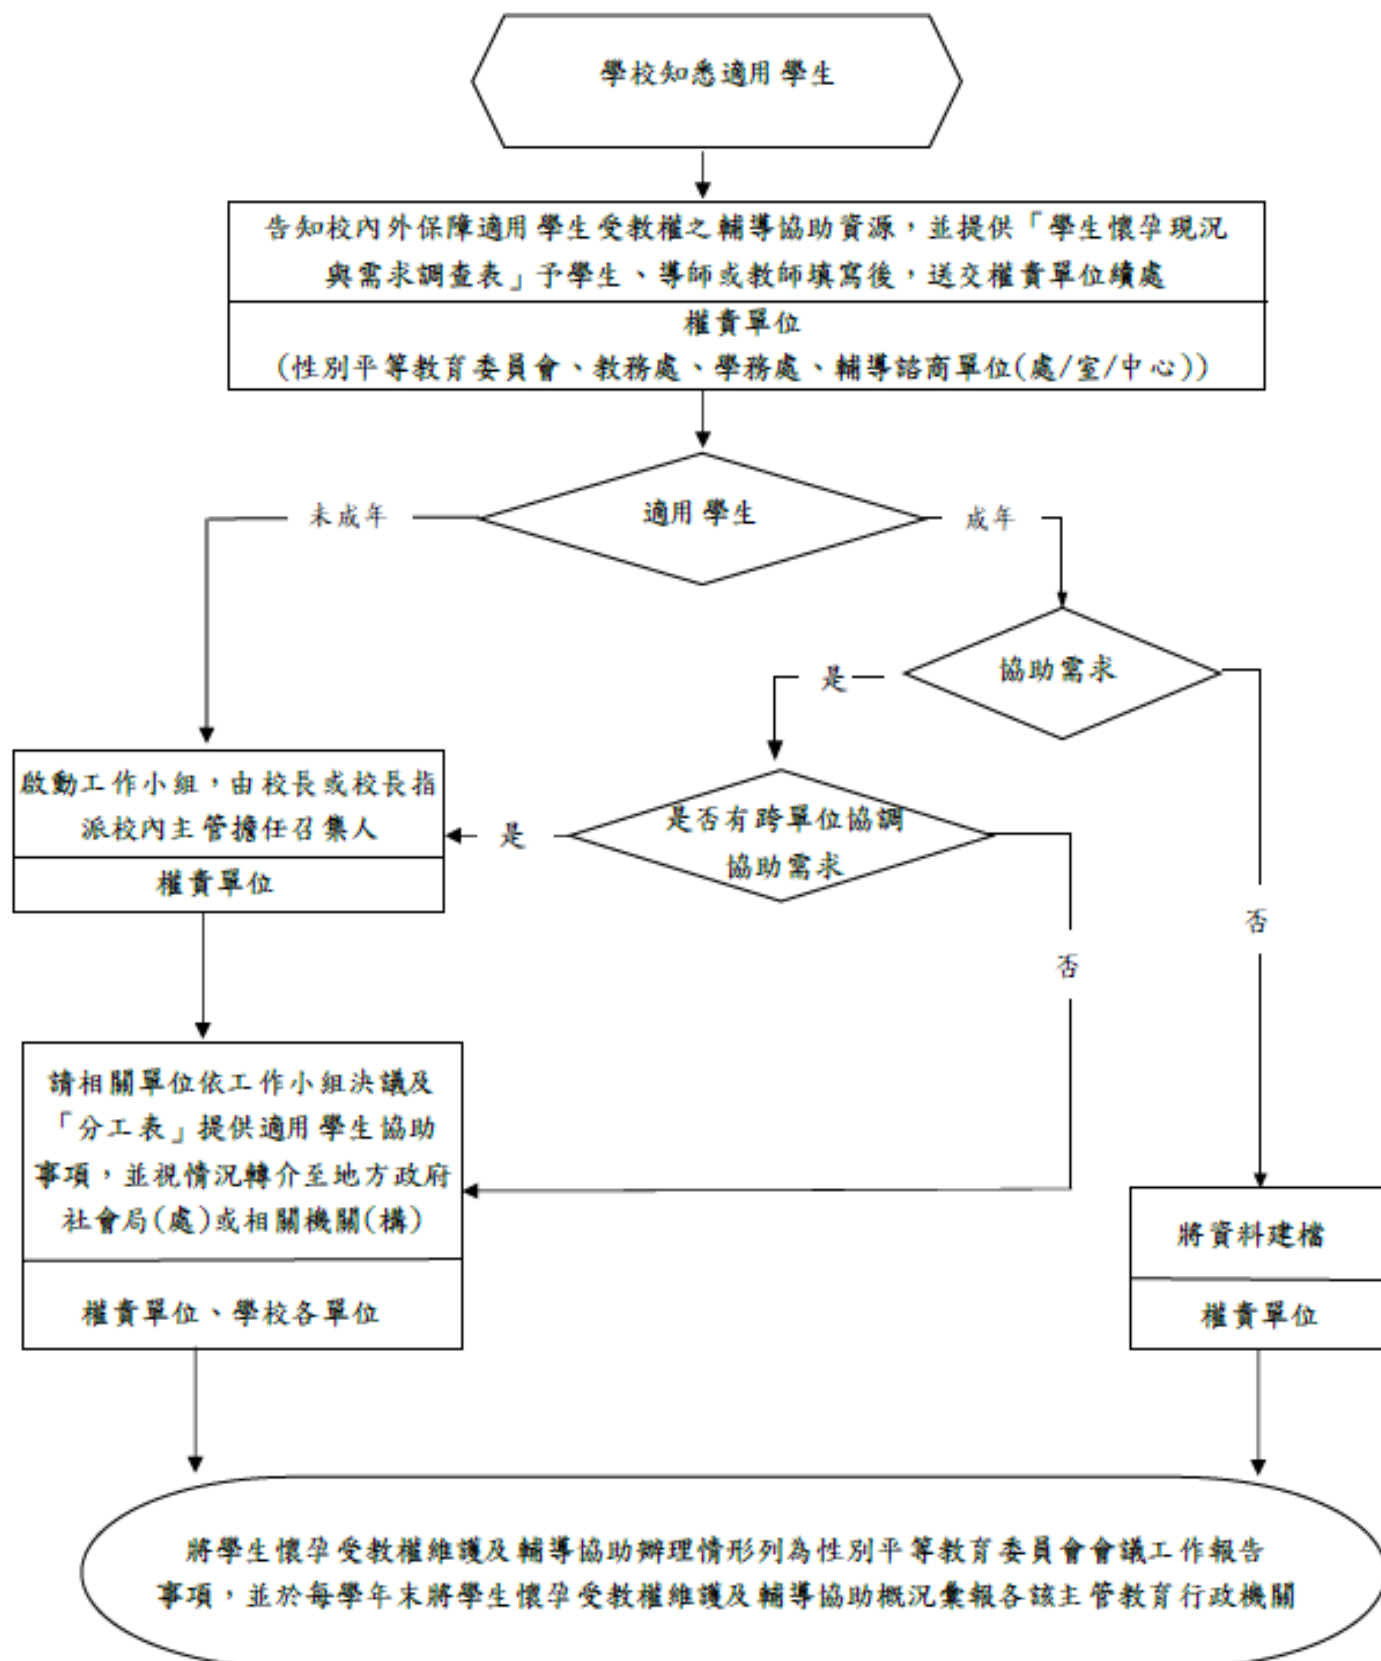 學校知悉適用學生
告知校內外保障適用學生受教權之輔導協助資源，並提供「學生懷孕現況
與需求調查表」予學生、導師或教師填寫後，送交權責單位續處
權責單位
(性別平等教育委員會、教務處、學務處、輔導諮商單位(處/室/中心))
適用學生
未成年
成年
協助需求
是
否
是否有跨單位協調
協助需求
是
否
啟動工作小組，由校長或校長指
派校內主管擔任召集人
權責單位
請相關單位依工作小組決議及
「分工表」提供適用學生協助
事項，並視情況轉介至地方政府
社會局(處)或相關機關(構)
權責單位、學校各單位
將資料建檔
權責單位
將學生懷孕受教權維護及輔導協助辦理情形列為性別平等教育委員會會議工作報告
事項，並於每學年末將學生懷孕受教權維護及輔導協助概況彙報各該主管教育行政機關